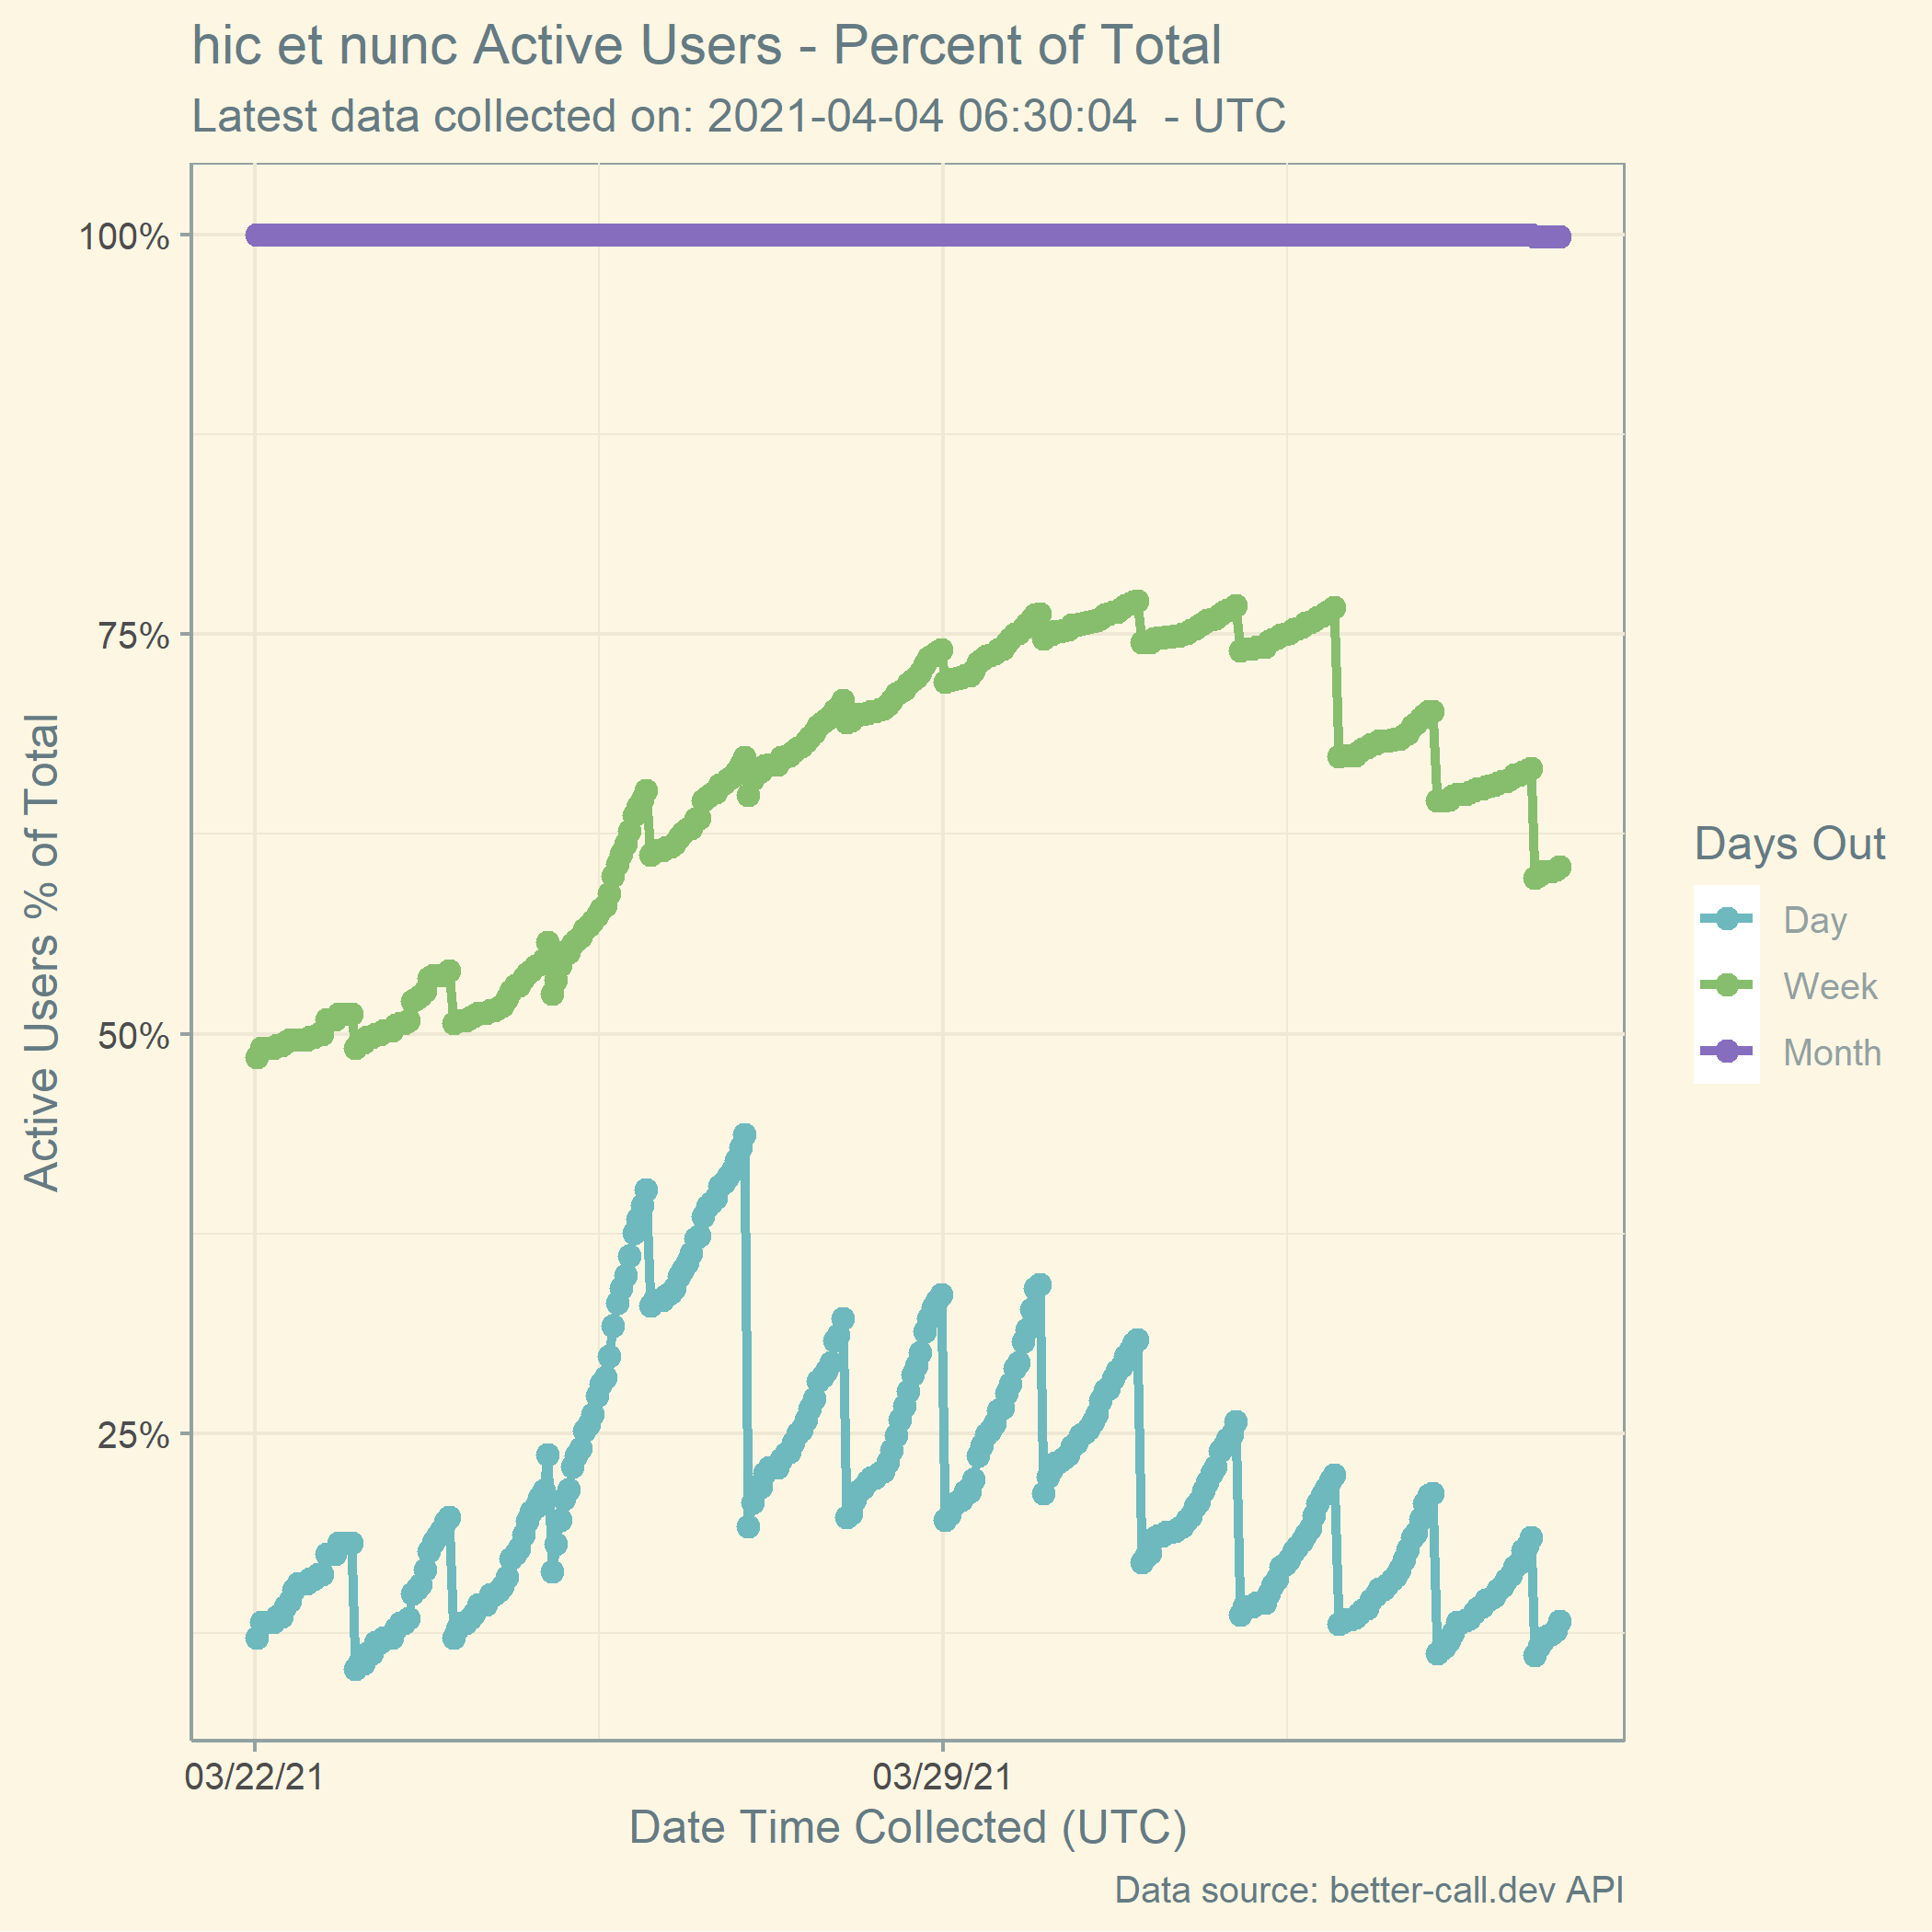 hic et nunc Active Users - Percent of Total
Latest data collected on: 2021-04-04 06:30:04  - UTC
Active Users % of Total
100%
75%
50%
25%
03/22/21
03/29/21
Date Time Collected (UTC)
Days Out
Day
Week
Month
Data source: better-call.dev API